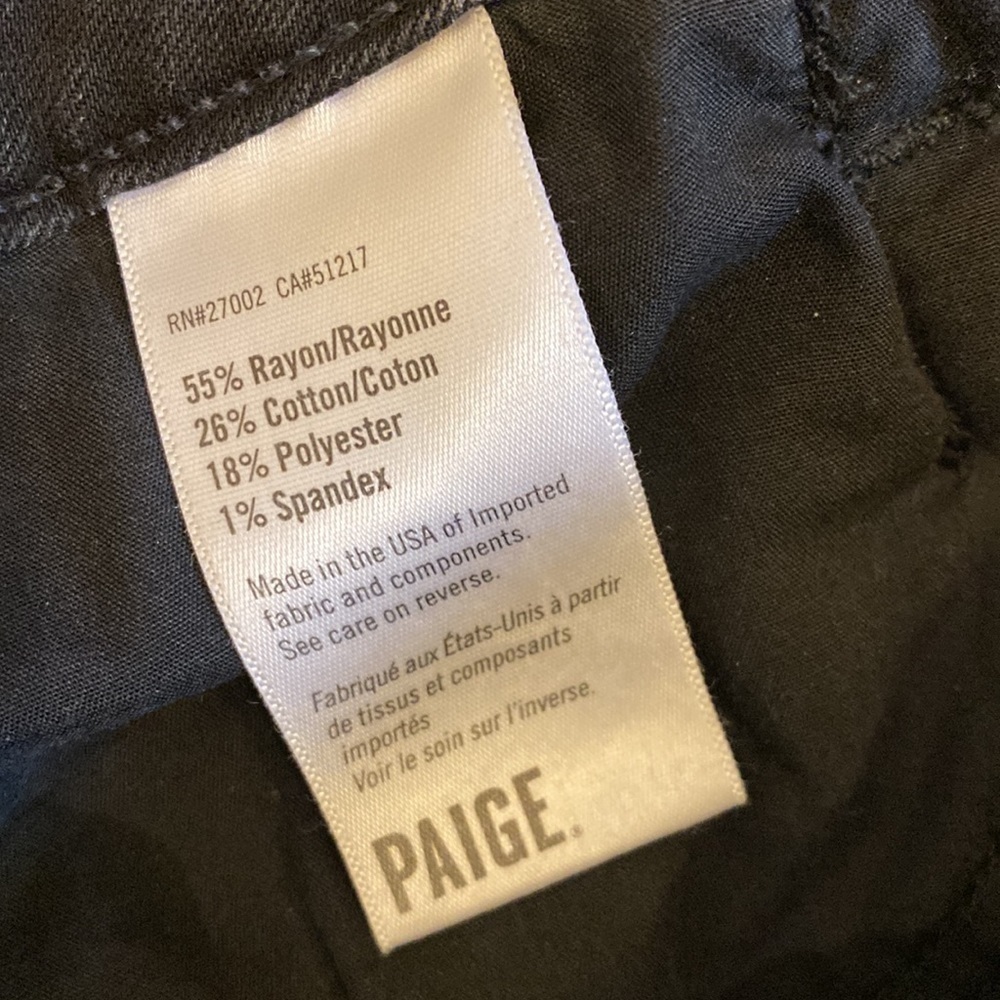 RN#27002 CA#51217
55% Rayon/Rayonne
26% Cotton/Coton
18% Polyester
1% Spandex
Made in the USA of Imported
fabric and components.
See care on reverse.
Fabriqué aux États-Unis à partir
de tissus et composants
importés
Voir le soin sur l'inverse.
PAIGE.